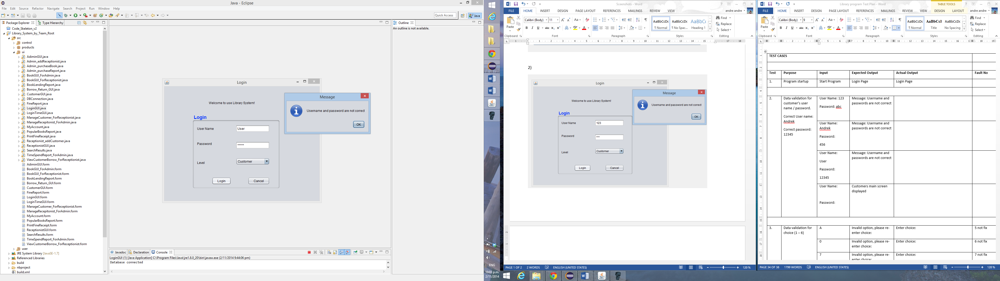 Java - Eclipse
File Edit Source Refactor Navigate Search Project Run Window Help
Quick Access
Java
Package Explorer
Type Hierarchy
Code_Skeleton_v2
Library_System_by_Team_Root
src
control
products
ui
AdiminGUI.java
Admin_addReceptionist.java
Admin_purchaseBook.java
Admin_purchaseReport.java
BookGUI_ForAdmin.java
BookGUI_ForReceptionist.java
BookLendingReport.java
Borrow_Return_GUI.java
CustomerGUI.java
DBConnection.java
FineReport.java
LoginGUI.java
LoginTimeGUI.java
ManageCustomer_ForReceptionist.java
ManageRecepitonist_ForAdmin.java
MyAccount.java
PopularBooksReport.java
PrintFineReceipt.java
Receptionist_addCustomer.java
ReceptionistGUI.java
SearchResults.java
TimeSpendReport_ForAdmin.java
ViewCustomerBorrow_ForReceptionist.java
AdiminGUI.form
BookGUI_ForAdmin.form
BookGUI_ForReceptionist.form
BookLendingReport.form
Borrow_Return_GUI.form
CustomerGUI.form
FineReport.form
LoginGUI.form
LoginTimeGUI.form
ManageCustomer_ForReceptionist.form
ManageRecepitonist_ForAdmin.form
MyAccount.form
PopularBooksReport.form
PrintFineReceipt.form
ReceptionistGUI.form
SearchResults.form
TimeSpendReport_ForAdmin.form
ViewCustomerBorrow_ForReceptionist.form
user
JRE System Library [JavaSE-1.7]
Referenced Libraries
build
nbproject
build.xml
Login
Welcome to use Library System!
Login
User Name
User
Password
*****
Level
Customer
Login
Cancel
Message
Username and password are not correct
OK
Outline
An outline is not available.
Javadoc
Declaration
Console
LoginGUI (1) [Java Application] C:\Program Files\Java\jre1.8.0_20\bin\javaw.exe (2/11/2014 9:44:06 pm)
Database connected
ENG
10:03 p.m.
2/11/2014
Sceenshots - Word
FILE HOME INSERT DESIGN PAGE LAYOUT REFERENCES MAILINGS REVIEW VIEW
andre andre
Calibri (Body) 11
Paste
Clipboard
Font
Paragraph
AaBbCcDc AaBbCcDc AaBbCc
¶ Normal ¶ No Spac... Heading 1
Styles
Find
Replace
Select
Editing
2)
Login
Welcome to use Library System!
Login
User Name
123
Password
***
Level
Customer
Login
Cancel
Message
Username and password are not correct
OK
PAGE 1 OF 2 2 WORDS ENGLISH (UNITED STATES)
120 %
Library program Test Plan - Word
TABLE TOOLS
FILE HOME INSERT DESIGN PAGE LAYOUT REFERENCES MAILINGS REVIEW VIEW DESIGN LAYOUT
andre andre
Calibri (Body) 9
Paste
Clipboard
Font
Paragraph
AaBbCcDc AaBbCcI AaBbCcDc
¶ Normal Title No Spacing
Styles
Find
Replace
Select
Editing
TEST CASES
Test Purpose Input Expected Output Actual Output Fault No
1. Program startup Start Program Login Page Login Page
2.
Data validation for
customer's user
name / password.
Correct User name:
Andrek
Correct password:
12345
User Name: 123
Password: abc
Message: Username and
passwords are not correct
User Name:
Andrek
Password:
456
Message: Username and
passwords are not correct
User Name:
User
Password:
12345
Message: Username and
passwords are not correct
User Name:
Password:
Customers main screen
displayed
3.
Data validation for
choice (1 – 6)
A
Invalid option, please re-
enter choice:
Enter choice:
5 not fix
0
Invalid option, please re-
enter choice:
Enter choice:
6 not fix
7
Invalid option, please re-
enter choice:
Enter choice:
7 not fix
PAGE 34 OF 38 1799 WORDS ENGLISH (UNITED STATES)
120 %